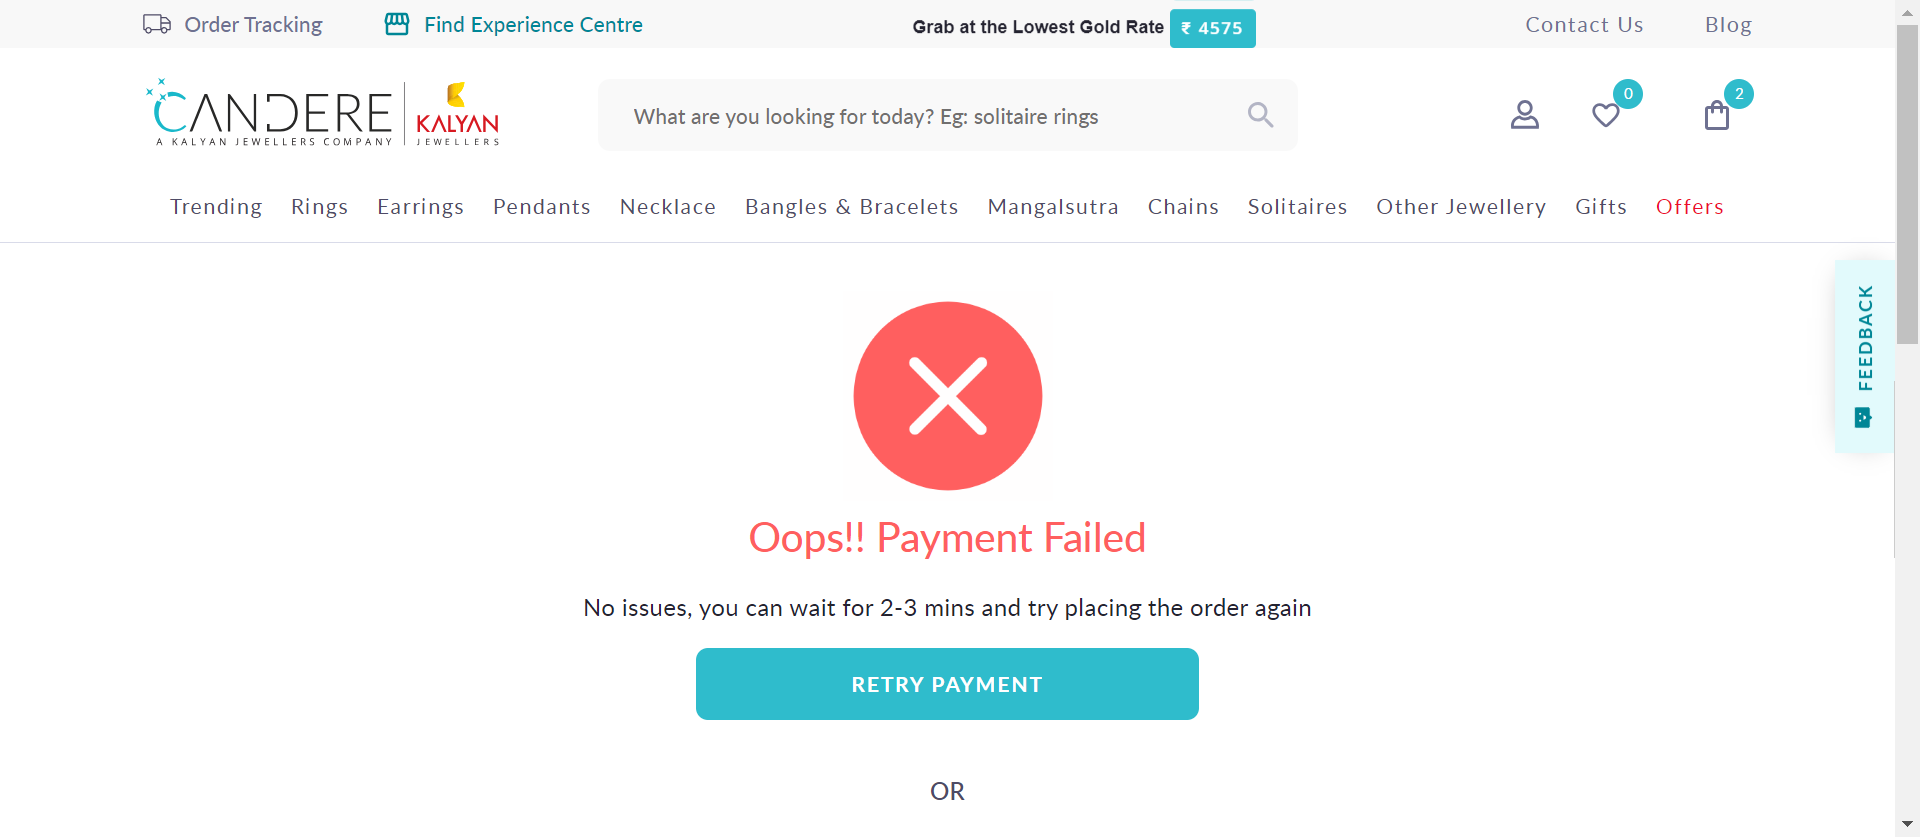 Order Tracking
Find Experience Centre
Grab at the Lowest Gold Rate ₹ 4575
Contact Us
Blog
CANDERE
A KALYAN JEWELLERS COMPANY
KALYAN
JEWELLERS
What are you looking for today? Eg: solitaire rings
0
2
Trending Rings Earrings Pendants Necklace Bangles & Bracelets Mangalsutra Chains Solitaires Other Jewellery Gifts Offers
FEEDBACK
Oops!! Payment Failed
No issues, you can wait for 2-3 mins and try placing the order again
RETRY PAYMENT
OR